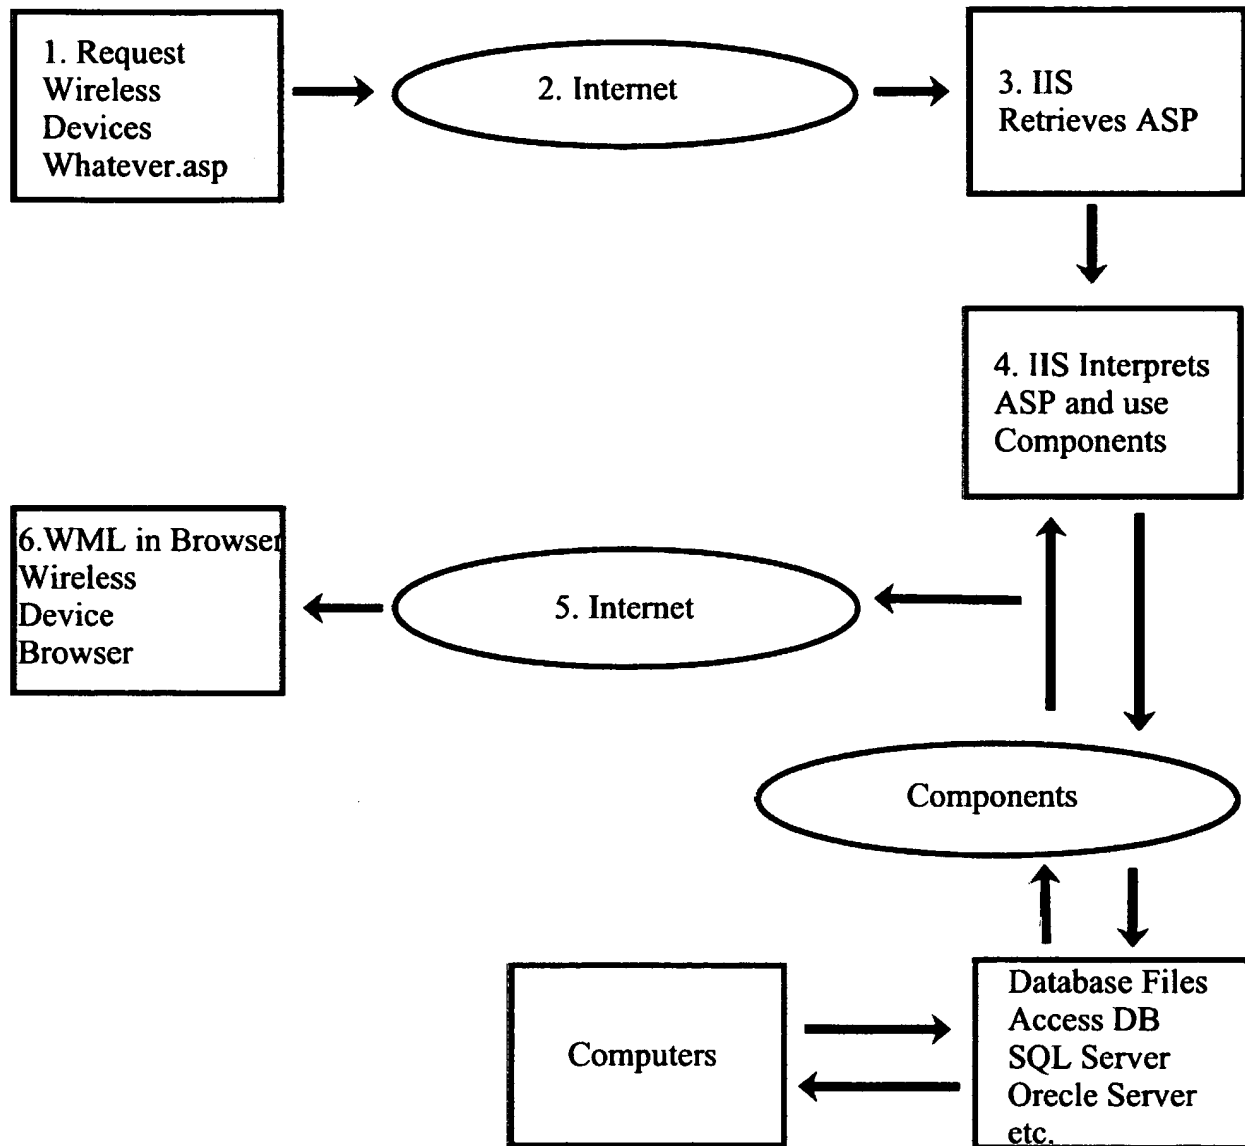 1. Request
Wireless
Devices
Whatever.asp
2. Internet
3. IIS
Retrieves ASP
4. IIS Interprets
ASP and use
Components
6.WML in Browser
Wireless
Device
Browser
5. Internet
Components
Computers
Database Files
Access DB
SQL Server
Orecle Server
etc.